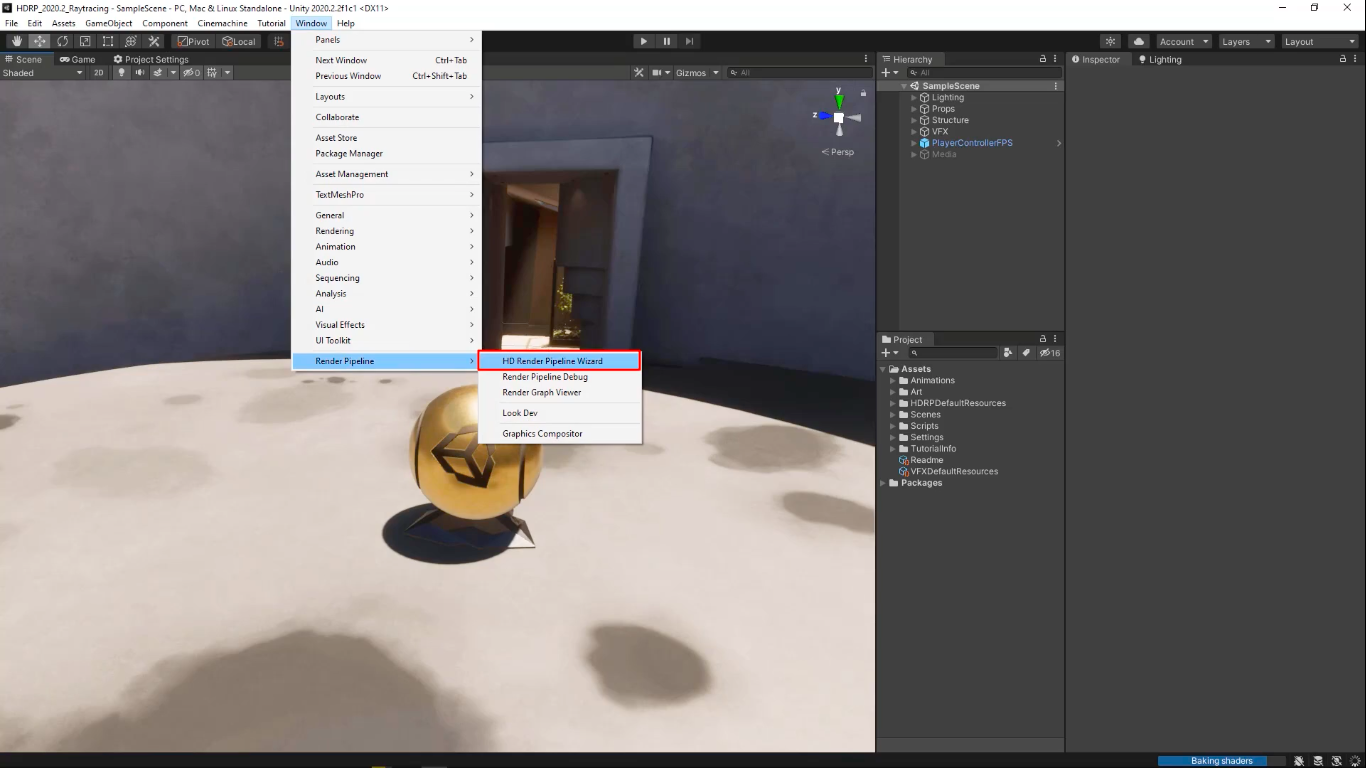 HDRP_2020.2_Raytracing - SampleScene - PC, Mac & Linux Standalone - Unity 2020.2.2f1c1 <DX11>
File Edit Assets GameObject Component Cinemachine Tutorial Window Help
Pivot Local Account Layers Layout
Scene Game Project Settings
Shaded 2D 0 Gizmos All
Panels
Next Window Ctrl+Tab
Previous Window Ctrl+Shift+Tab
Layouts
Collaborate
Asset Store
Package Manager
Asset Management
TextMeshPro
General
Rendering
Animation
Audio
Sequencing
Analysis
AI
Visual Effects
UI Toolkit
Render Pipeline
HD Render Pipeline Wizard
Render Pipeline Debug
Render Graph Viewer
Look Dev
Graphics Compositor
y
z
Persp
Hierarchy
All
SampleScene
Lighting
Props
Structure
VFX
PlayerControllerFPS
Media
Project
16
Assets
Animations
Art
HDRPDefaultResources
Scenes
Scripts
Settings
TutorialInfo
Readme
VFXDefaultResources
Packages
Inspector Lighting
Baking shaders